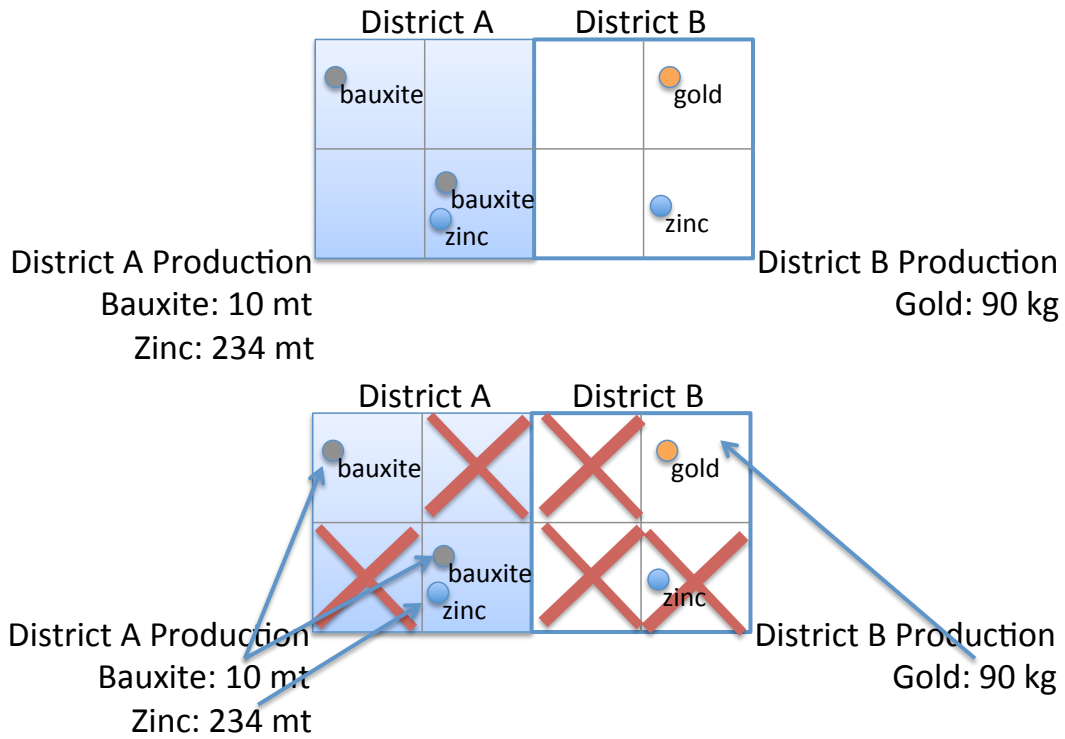 District A District B
bauxite gold
bauxite
zinc zinc
District A Production
Bauxite: 10 mt
Zinc: 234 mt
District B Production
Gold: 90 kg
District A District B
bauxite gold
bauxite
zinc zinc
District A Production
Bauxite: 10 mt
Zinc: 234 mt
District B Production
Gold: 90 kg